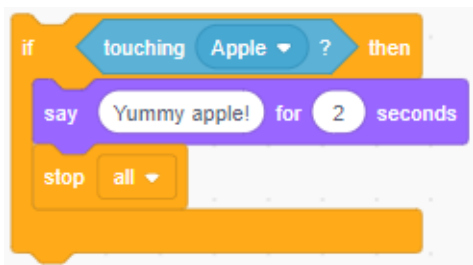 if touching Apple ? then
say Yummy apple! for 2 seconds
stop all